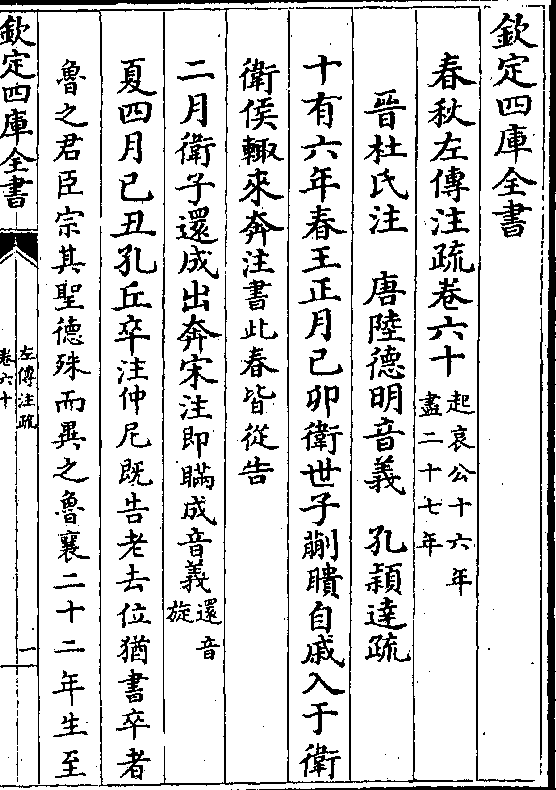 欽定四庫全書
春秋左傳注疏卷六十起哀公十六年
盡二十七年
晉杜氏注　唐陸德明音義　孔穎達疏
十有六年春王正月己卯衛世子蒯聵自戚入于衛
衛侯輙來奔注書此春皆從告
二月衛子還成出奔宋注即瞞成音義還音
旋
夏四月己丑孔丘卒注仲尼既告老去位猶書卒者
魯之君臣宗其聖德殊而異之魯襄二十二年生至
欽定四庫全書
左傳注疏
卷六十
一